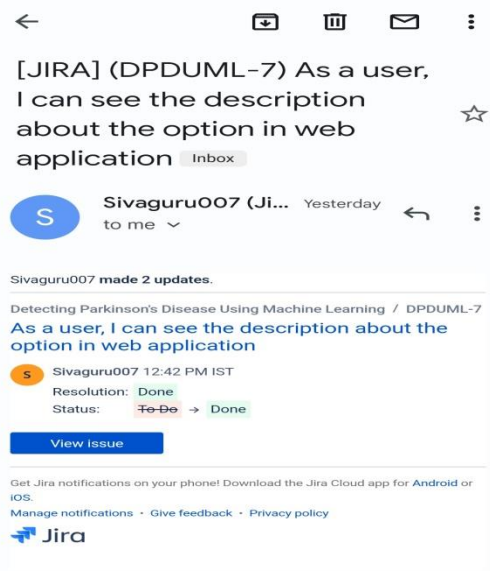 [JIRA] (DPDUML-7) As a user,
I can see the description
about the option in web
application Inbox
S
Sivaguru007 (Ji... Yesterday
to me
Sivaguru007 made 2 updates.
Detecting Parkinson's Disease Using Machine Learning / DPDUML-7
As a user, I can see the description about the
option in web application
S
Sivaguru007 12:42 PM IST
Resolution: Done
Status: To Do → Done
View issue
Get Jira notifications on your phone! Download the Jira Cloud app for Android or
iOS.
Manage notifications · Give feedback · Privacy policy
Jira